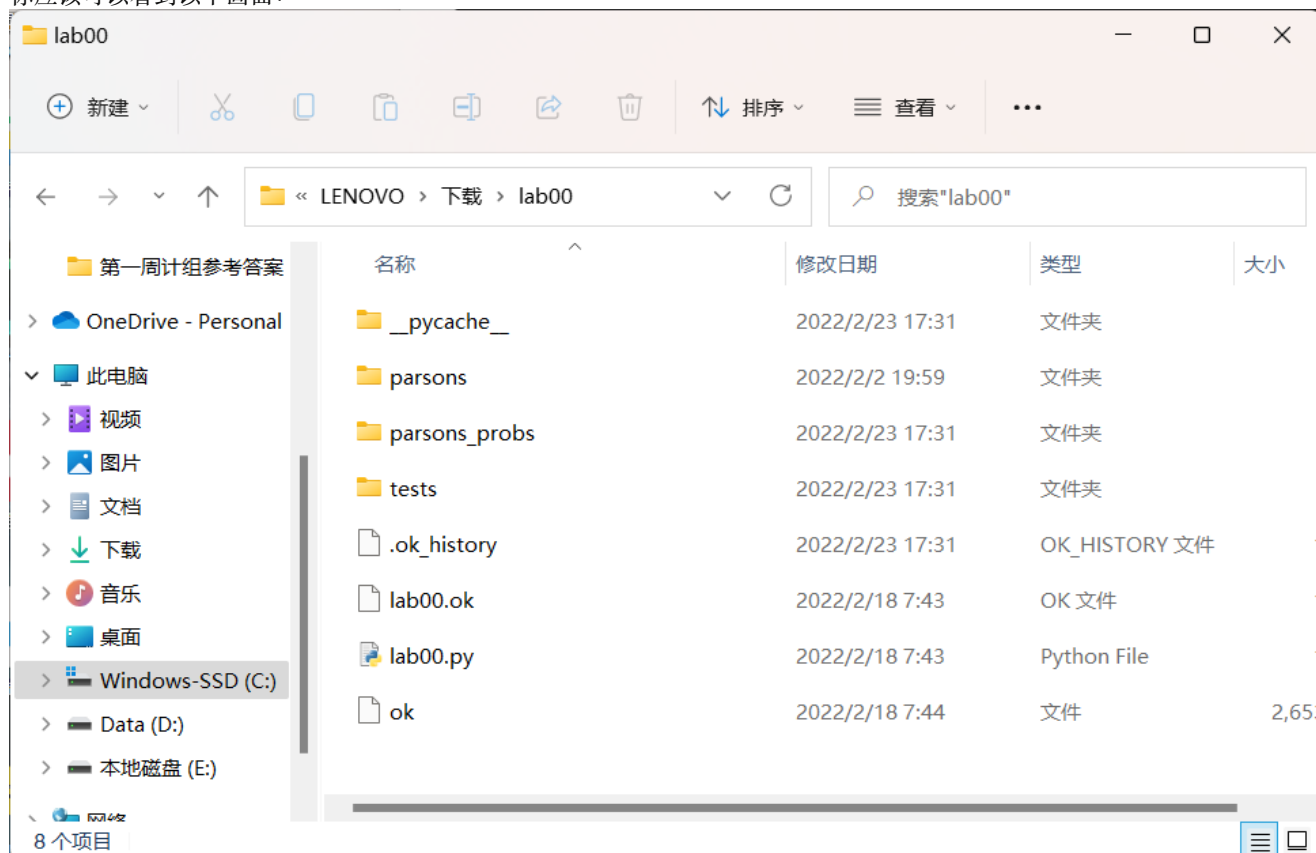 lab00
新建
排序
查看
« LENOVO › 下载 › lab00
搜索"lab00"
第一周计组参考答案
OneDrive - Personal
此电脑
视频
图片
文档
下载
音乐
桌面
Windows-SSD (C:)
Data (D:)
本地磁盘 (E:)
网络
名称 修改日期 类型 大小
__pycache__ 2022/2/23 17:31 文件夹
parsons 2022/2/2 19:59 文件夹
parsons_probs 2022/2/23 17:31 文件夹
tests 2022/2/23 17:31 文件夹
.ok_history 2022/2/23 17:31 OK_HISTORY 文件
lab00.ok 2022/2/18 7:43 OK 文件
lab00.py 2022/2/18 7:43 Python File
ok 2022/2/18 7:44 文件 2,65
8 个项目